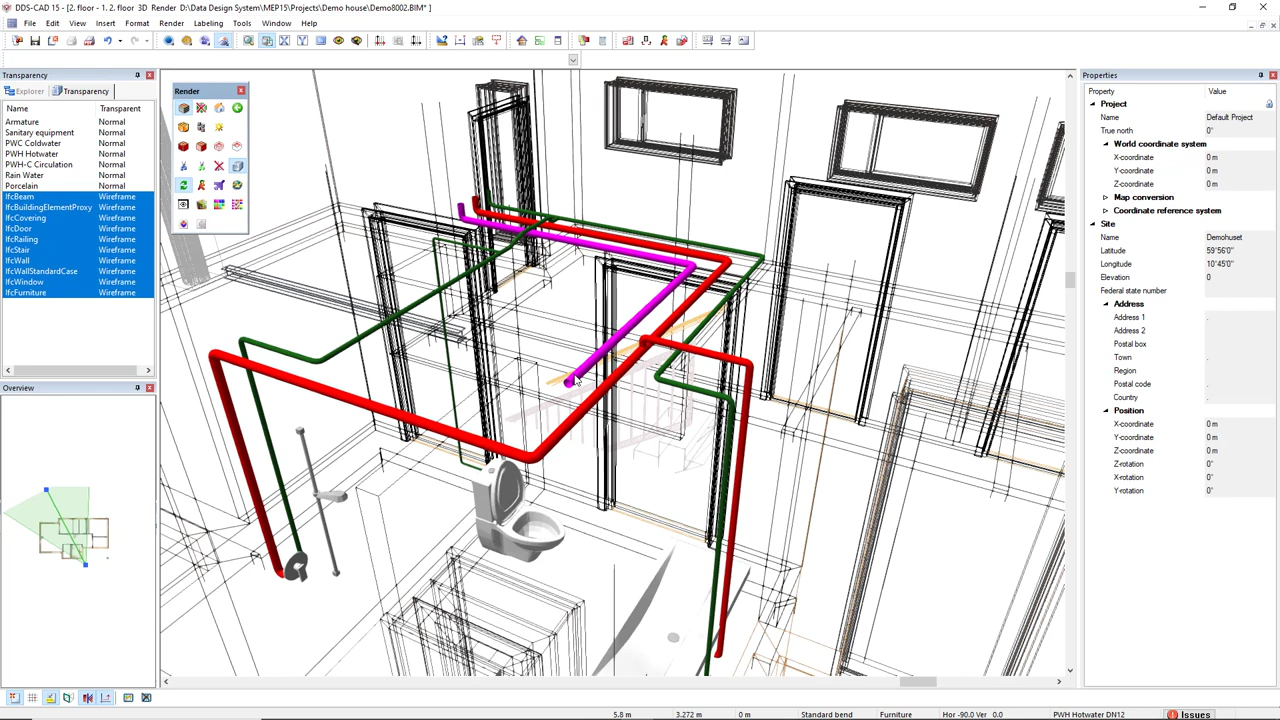 DDS-CAD 15 - [2. floor - 1. 2. floor  3D  Render  D:\Data Design System\MEP15\Projects\Demo house\Demo8002.BIM* ]
File Edit View Insert Format Render Labeling Tools Window Help
Transparency
Explorer Transparency
Name Transparent
Armature Normal
Sanitary equipment Normal
PWC Coldwater Normal
PWH Hotwater Normal
PWH-C Circulation Normal
Rain Water Normal
Porcelain Normal
IfcBeam Wireframe
IfcBuildingElementProxy Wireframe
IfcCovering Wireframe
IfcDoor Wireframe
IfcRailing Wireframe
IfcStair Wireframe
IfcWall Wireframe
IfcWallStandardCase Wireframe
IfcWindow Wireframe
IfcFurniture Wireframe
Overview
Render
Properties
Property Value
Project
Name Default Project
True north 0°
World coordinate system
X-coordinate 0 m
Y-coordinate 0 m
Z-coordinate 0 m
Map conversion
Coordinate reference system
Site
Name Demohuset
Latitude 59°56'0"
Longitude 10°45'0"
Elevation 0
Federal state number
Address
Address 1 .
Address 2
Postal box
Town .
Region
Postal code .
Country .
Position
X-coordinate 0 m
Y-coordinate 0 m
Z-coordinate 0 m
Z-rotation 0°
X-rotation 0°
Y-rotation 0°
5.8 m 3.272 m 0 m Standard bend Furniture Hor -90.0 Ver 0.0 PWH Hotwater DN12 Issues